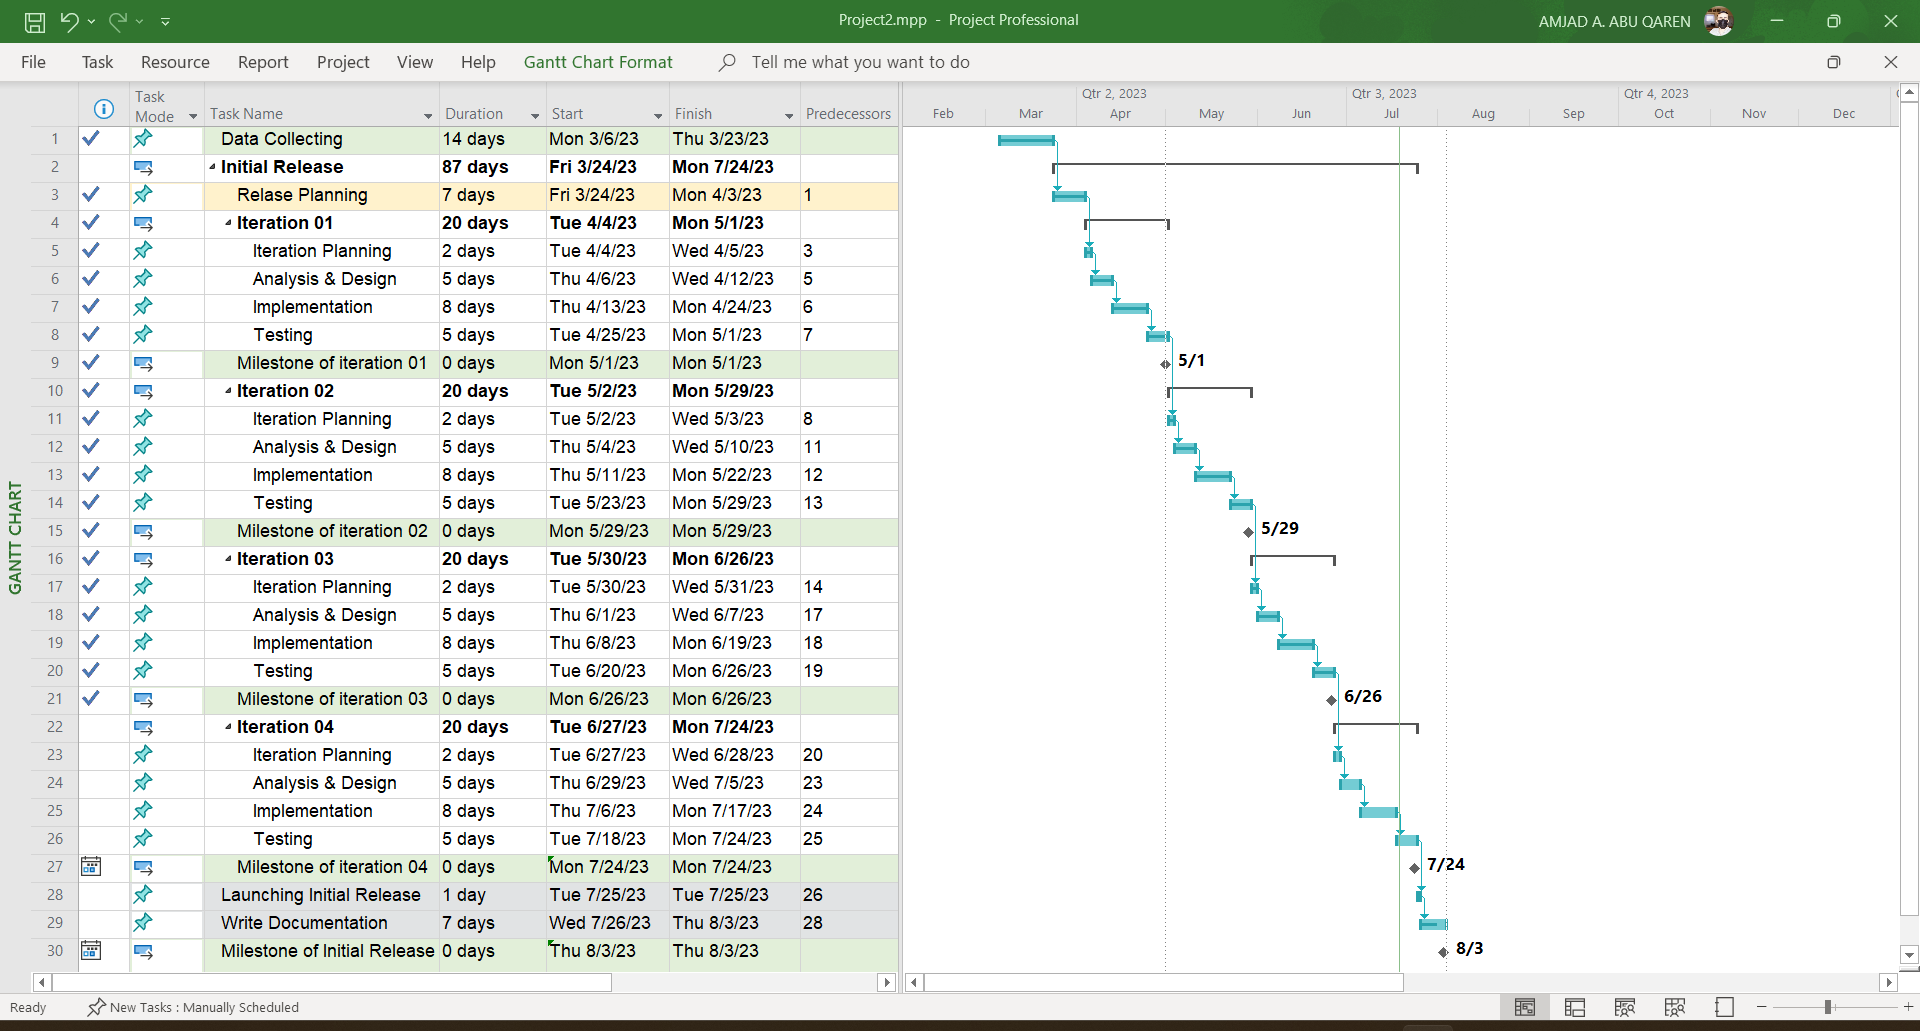 Project2.mpp - Project Professional
AMJAD A. ABU QAREN
File Task Resource Report Project View Help Gantt Chart Format Tell me what you want to do
Task Mode Task Name Duration Start Finish Predecessors
Qtr 2, 2023 Qtr 3, 2023 Qtr 4, 2023
Feb Mar Apr May Jun Jul Aug Sep Oct Nov Dec
GANTT CHART
1 Data Collecting 14 days Mon 3/6/23 Thu 3/23/23
2 Initial Release 87 days Fri 3/24/23 Mon 7/24/23
3 Relase Planning 7 days Fri 3/24/23 Mon 4/3/23 1
4 Iteration 01 20 days Tue 4/4/23 Mon 5/1/23
5 Iteration Planning 2 days Tue 4/4/23 Wed 4/5/23 3
6 Analysis & Design 5 days Thu 4/6/23 Wed 4/12/23 5
7 Implementation 8 days Thu 4/13/23 Mon 4/24/23 6
8 Testing 5 days Tue 4/25/23 Mon 5/1/23 7
9 Milestone of iteration 01 0 days Mon 5/1/23 Mon 5/1/23 5/1
10 Iteration 02 20 days Tue 5/2/23 Mon 5/29/23
11 Iteration Planning 2 days Tue 5/2/23 Wed 5/3/23 8
12 Analysis & Design 5 days Thu 5/4/23 Wed 5/10/23 11
13 Implementation 8 days Thu 5/11/23 Mon 5/22/23 12
14 Testing 5 days Tue 5/23/23 Mon 5/29/23 13
15 Milestone of iteration 02 0 days Mon 5/29/23 Mon 5/29/23 5/29
16 Iteration 03 20 days Tue 5/30/23 Mon 6/26/23
17 Iteration Planning 2 days Tue 5/30/23 Wed 5/31/23 14
18 Analysis & Design 5 days Thu 6/1/23 Wed 6/7/23 17
19 Implementation 8 days Thu 6/8/23 Mon 6/19/23 18
20 Testing 5 days Tue 6/20/23 Mon 6/26/23 19
21 Milestone of iteration 03 0 days Mon 6/26/23 Mon 6/26/23 6/26
22 Iteration 04 20 days Tue 6/27/23 Mon 7/24/23
23 Iteration Planning 2 days Tue 6/27/23 Wed 6/28/23 20
24 Analysis & Design 5 days Thu 6/29/23 Wed 7/5/23 23
25 Implementation 8 days Thu 7/6/23 Mon 7/17/23 24
26 Testing 5 days Tue 7/18/23 Mon 7/24/23 25
27 Milestone of iteration 04 0 days Mon 7/24/23 Mon 7/24/23 7/24
28 Launching Initial Release 1 day Tue 7/25/23 Tue 7/25/23 26
29 Write Documentation 7 days Wed 7/26/23 Thu 8/3/23 28
30 Milestone of Initial Release 0 days Thu 8/3/23 Thu 8/3/23 8/3
Ready New Tasks : Manually Scheduled